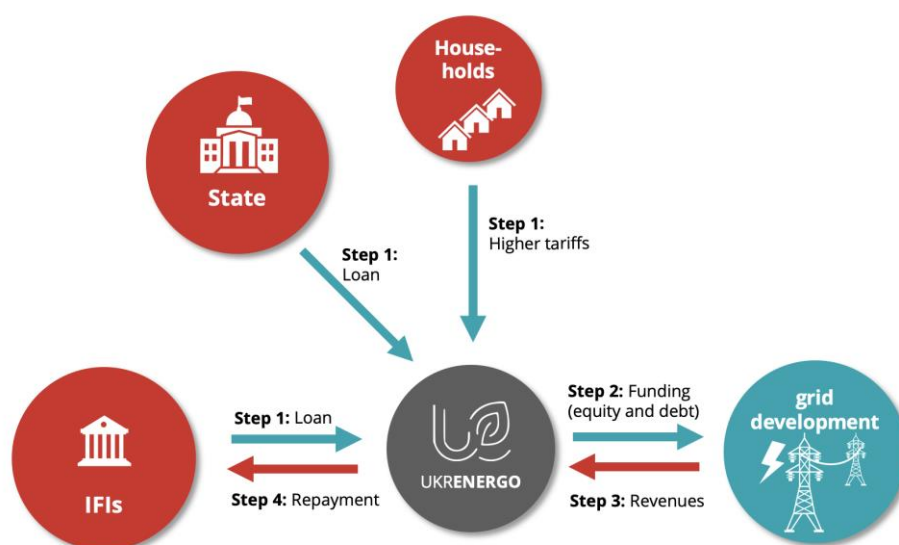 House-
holds
State
Step 1:
Higher tariffs
Step 1:
Loan
Step 1: Loan
Step 4: Repayment
IFIs
UKRENERGO
Step 2: Funding
(equity and debt)
Step 3: Revenues
grid
development